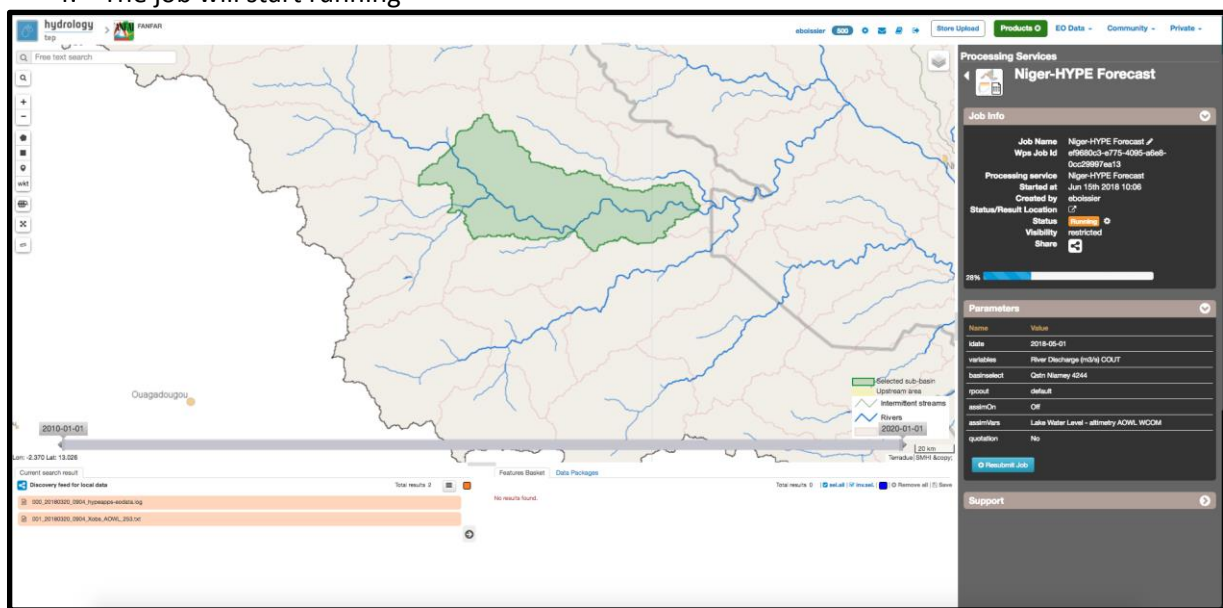 The job will start running
hydrology
tep
>
FANFAR
eboissier 500
Store Upload
Products
EO Data
Community
Private
Free text search
+
-
wkt
Ouagadougou
Selected sub-basin
Upstream area
Intermittent streams
Rivers
2010-01-01
2020-01-01
20 km
Lon: -2.370 Lat: 13.026
Terradue| SMHI &copy;
Processing Services
Niger-HYPE Forecast
Job Info
Job Name Niger-HYPE Forecast
Wps Job Id ef9680c3-e775-4095-a6e8-
0cc29997ea13
Processing service Niger-HYPE Forecast
Started at Jun 15th 2018 10:06
Created by eboissier
Status/Result Location
Status Running
Visibility restricted
Share
28%
Parameters
Name Value
idate 2018-05-01
variables River Discharge (m3/s) COUT
basinselect Qstn Niamey 4244
rpcout default
assimOn Off
assimVars Lake Water Level - altimetry AOWL WCOM
quotation No
Resubmit Job
Support
Current search result
Discovery feed for local data
Total results 2
000_20180320_0904_hypeapps-eodata.log
001_20180320_0904_Xobs_AOWL_253.txt
Features Basket Data Packages
Total results 0 sel.all inv.sel. Remove all Save
No results found.